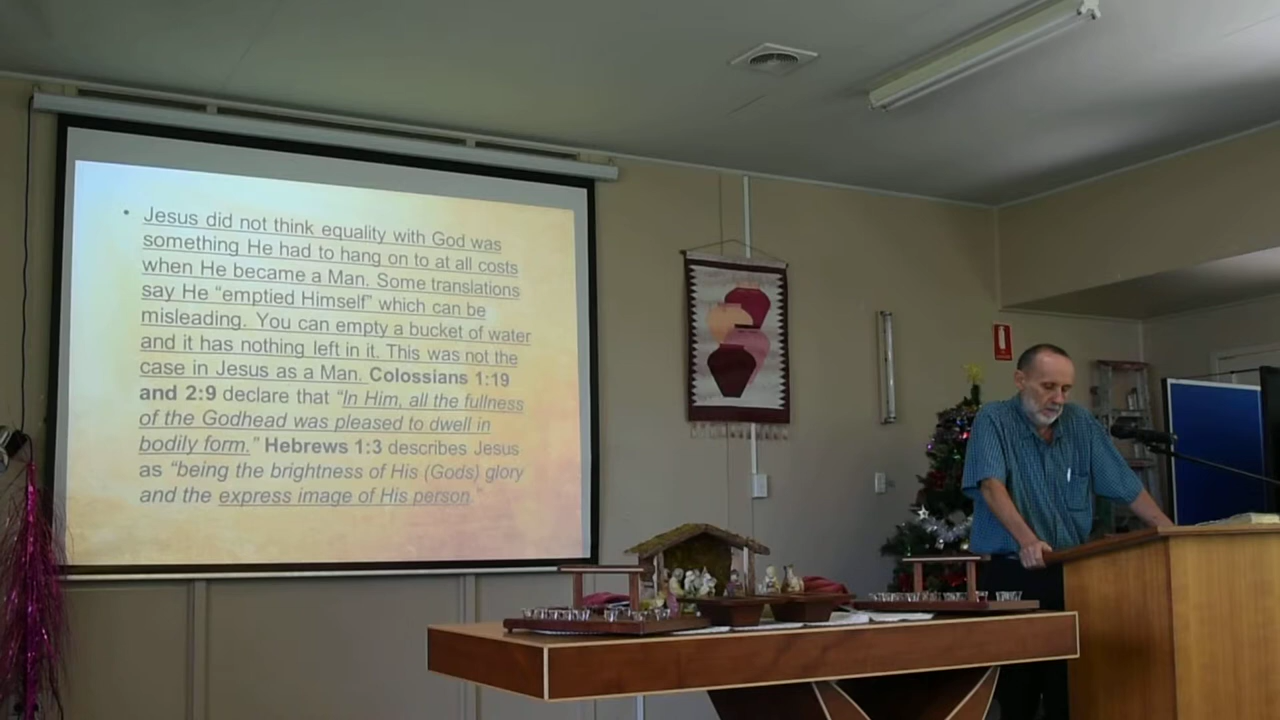 • Jesus did not think equality with God was
something He had to hang on to at all costs
when He became a Man. Some translations
say He “emptied Himself” which can be
misleading. You can empty a bucket of water
and it has nothing left in it. This was not the
case in Jesus as a Man. Colossians 1:19
and 2:9 declare that “In Him, all the fullness
of the Godhead was pleased to dwell in
bodily form.” Hebrews 1:3 describes Jesus
as “being the brightness of His (Gods) glory
and the express image of His person.”